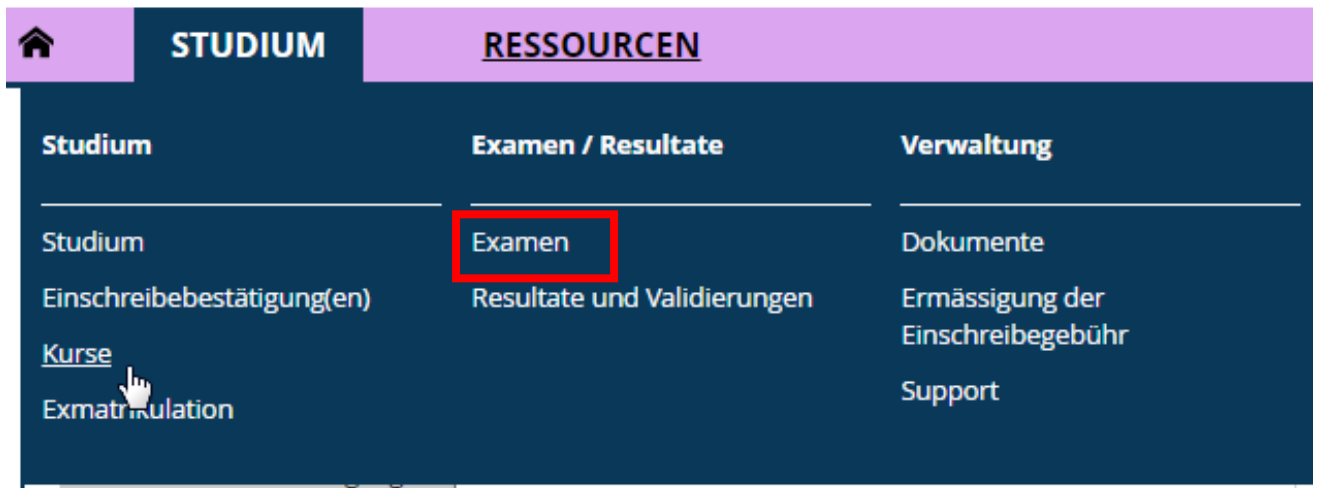 STUDIUM
RESSOURCEN
Studium
Studium
Einschreibebestätigung(en)
Kurse
Exmatrikulation
Examen / Resultate
Examen
Resultate und Validierungen
Verwaltung
Dokumente
Ermässigung der
Einschreibegebühr
Support